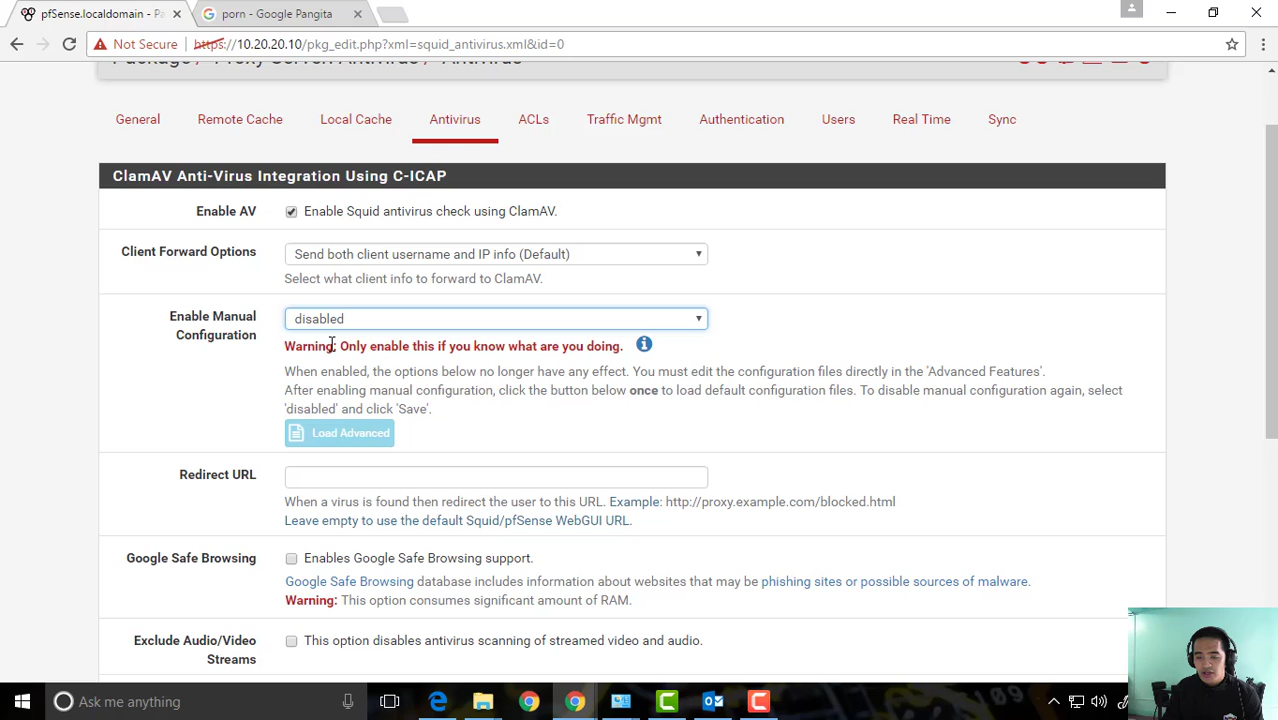 pfSense.localdomain - Pa
porn - Google Pangita
Not Secure
https://10.20.20.10/pkg_edit.php?xml=squid_antivirus.xml&id=0
Package / Proxy Server: Antivirus / Antivirus
General
Remote Cache
Local Cache
Antivirus
ACLs
Traffic Mgmt
Authentication
Users
Real Time
Sync
ClamAV Anti-Virus Integration Using C-ICAP
Enable AV
Enable Squid antivirus check using ClamAV.
Client Forward Options
Send both client username and IP info (Default)
Select what client info to forward to ClamAV.
Enable Manual
Configuration
disabled
Warning: Only enable this if you know what are you doing.
When enabled, the options below no longer have any effect. You must edit the configuration files directly in the 'Advanced Features'.
After enabling manual configuration, click the button below once to load default configuration files. To disable manual configuration again, select
'disabled' and click 'Save'.
Load Advanced
Redirect URL
When a virus is found then redirect the user to this URL. Example: http://proxy.example.com/blocked.html
Leave empty to use the default Squid/pfSense WebGUI URL.
Google Safe Browsing
Enables Google Safe Browsing support.
Google Safe Browsing database includes information about websites that may be phishing sites or possible sources of malware.
Warning: This option consumes significant amount of RAM.
Exclude Audio/Video
Streams
This option disables antivirus scanning of streamed video and audio.
Ask me anything